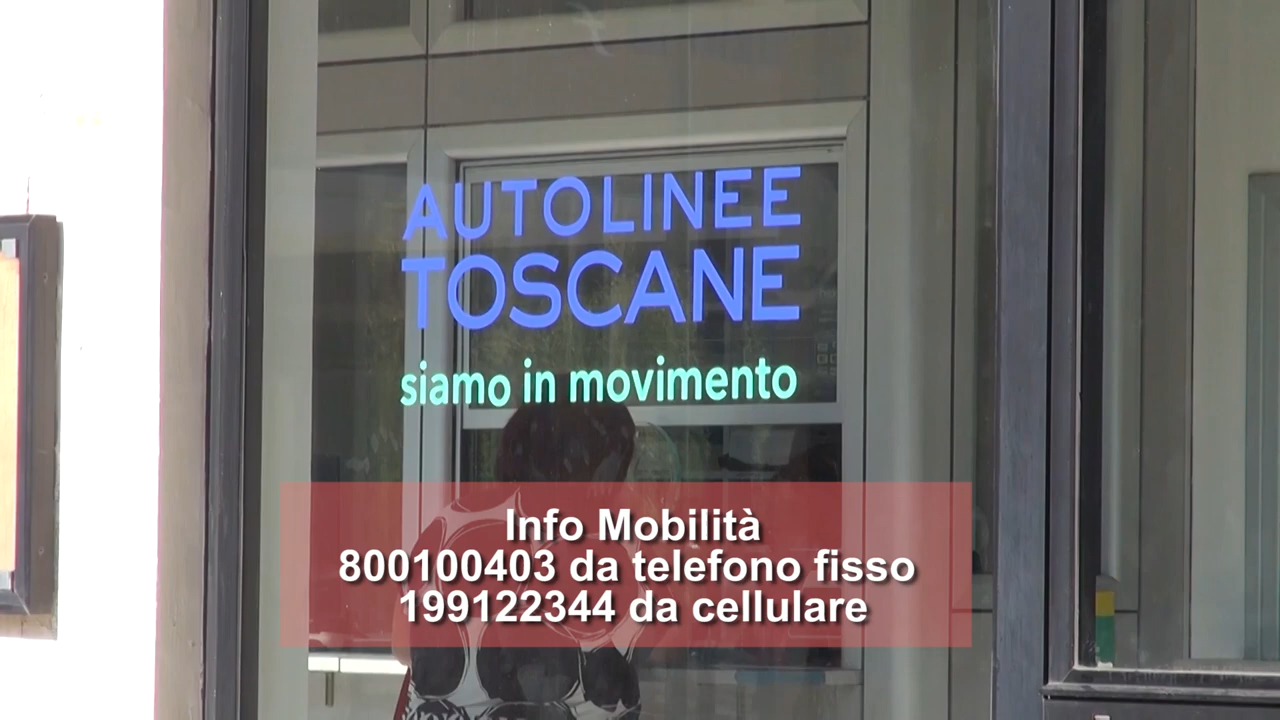 AUTOLINEE
TOSCANE
siamo in movimento
Info Mobilità
800100403 da telefono fisso
199122344 da cellulare